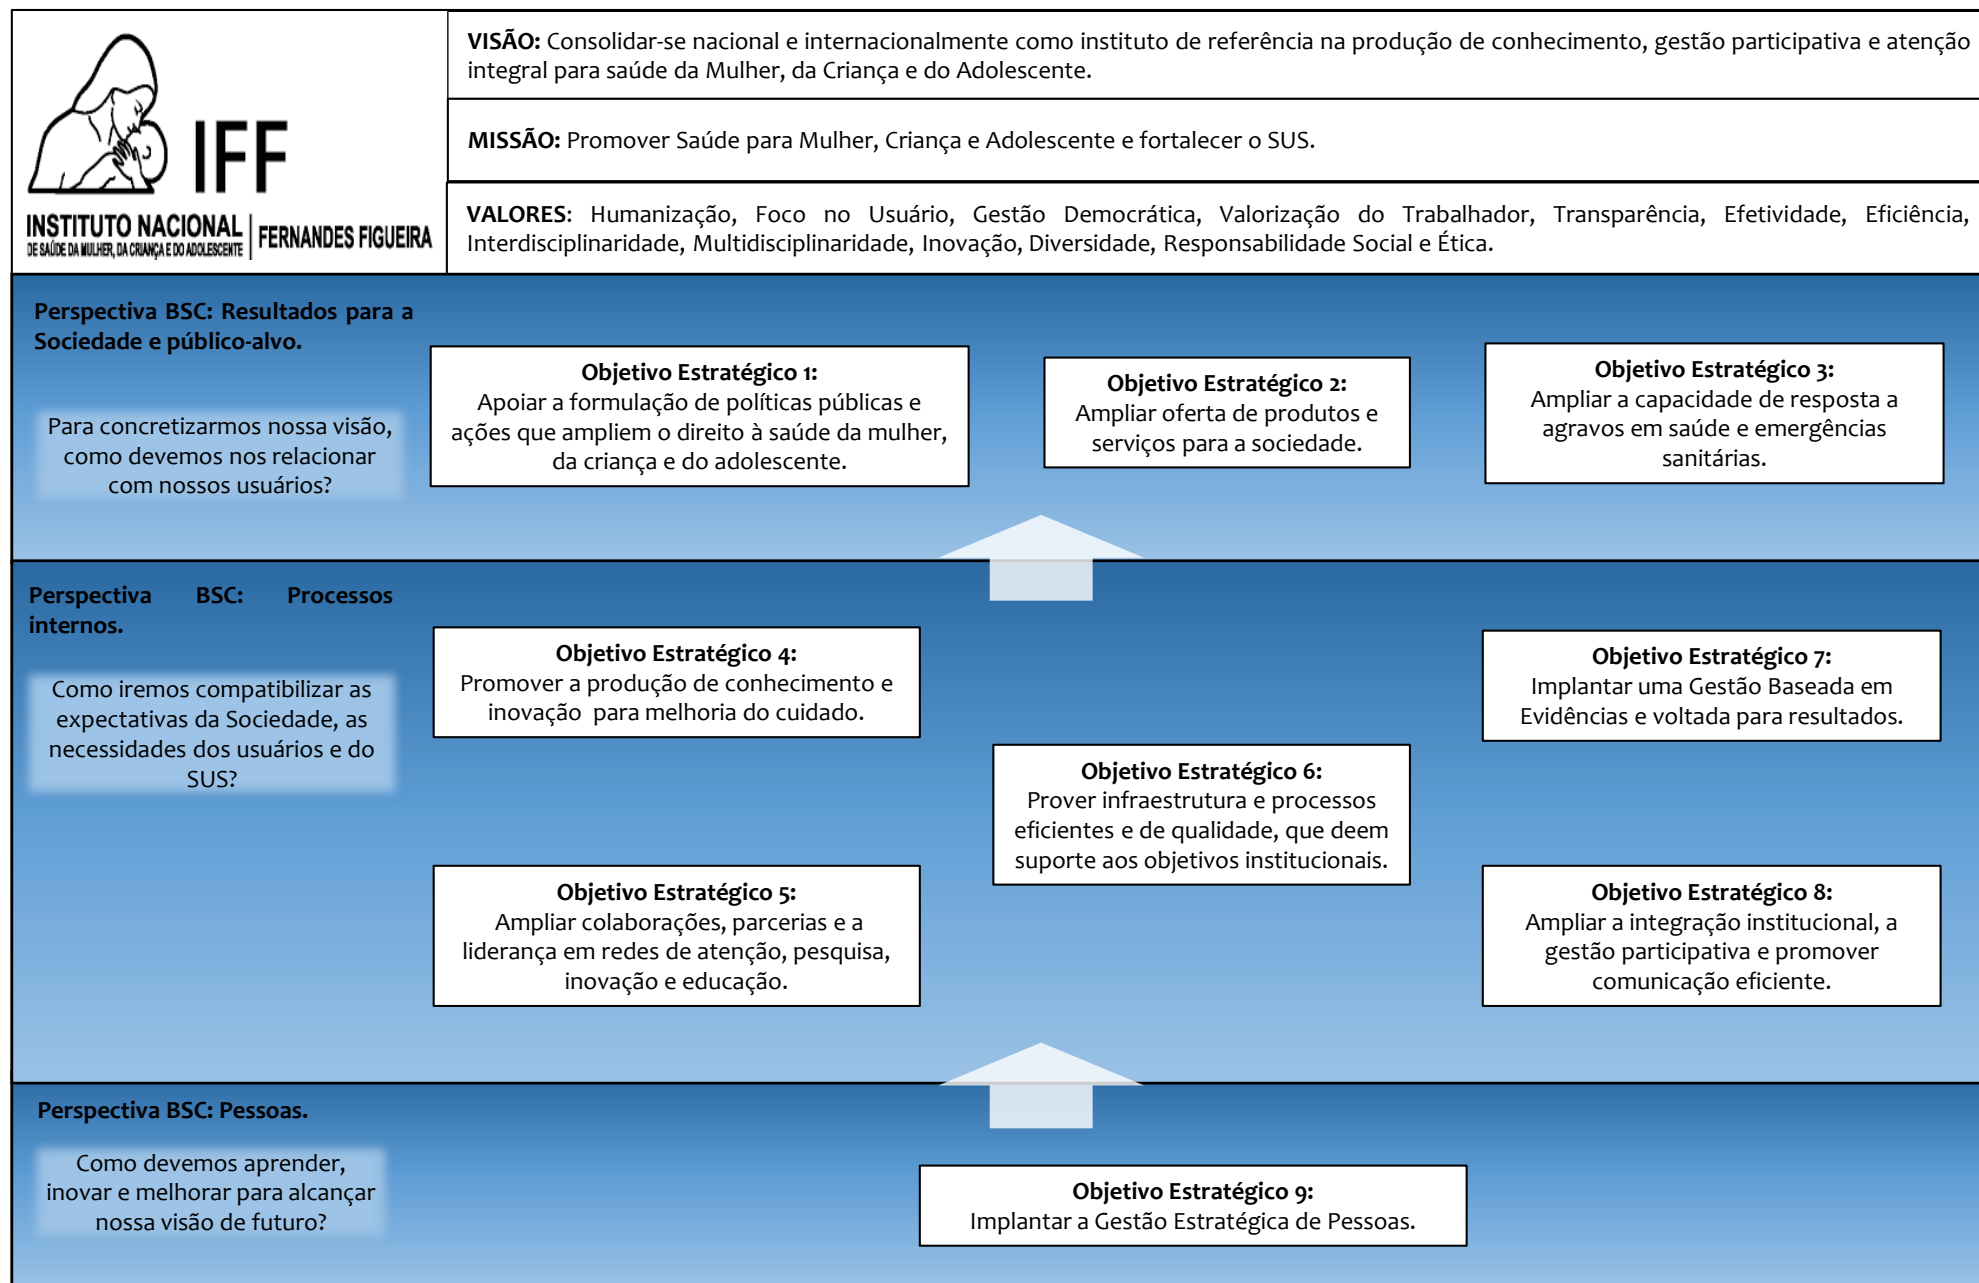 IFF
INSTITUTO NACIONAL
DE SAÚDE DA MULHER, DA CRIANÇA E DO ADOLESCENTE
FERNANDES FIGUEIRA
VISÃO: Consolidar-se nacional e internacionalmente como instituto de referência na produção de conhecimento, gestão participativa e atenção
integral para saúde da Mulher, da Criança e do Adolescente.
MISSÃO: Promover Saúde para Mulher, Criança e Adolescente e fortalecer o SUS.
VALORES: Humanização, Foco no Usuário, Gestão Democrática, Valorização do Trabalhador, Transparência, Efetividade, Eficiência,
Interdisciplinaridade, Multidisciplinaridade, Inovação, Diversidade, Responsabilidade Social e Ética.
Perspectiva BSC: Resultados para a
Sociedade e público-alvo.
Para concretizarmos nossa visão,
como devemos nos relacionar
com nossos usuários?
Objetivo Estratégico 1:
Apoiar a formulação de políticas públicas e
ações que ampliem o direito à saúde da mulher,
da criança e do adolescente.
Objetivo Estratégico 2:
Ampliar oferta de produtos e
serviços para a sociedade.
Objetivo Estratégico 3:
Ampliar a capacidade de resposta a
agravos em saúde e emergências
sanitárias.
Perspectiva BSC: Processos
internos.
Como iremos compatibilizar as
expectativas da Sociedade, as
necessidades dos usuários e do
SUS?
Objetivo Estratégico 4:
Promover a produção de conhecimento e
inovação para melhoria do cuidado.
Objetivo Estratégico 5:
Ampliar colaborações, parcerias e a
liderança em redes de atenção, pesquisa,
inovação e educação.
Objetivo Estratégico 6:
Prover infraestrutura e processos
eficientes e de qualidade, que deem
suporte aos objetivos institucionais.
Objetivo Estratégico 7:
Implantar uma Gestão Baseada em
Evidências e voltada para resultados.
Objetivo Estratégico 8:
Ampliar a integração institucional, a
gestão participativa e promover
comunicação eficiente.
Perspectiva BSC: Pessoas.
Como devemos aprender,
inovar e melhorar para alcançar
nossa visão de futuro?
Objetivo Estratégico 9:
Implantar a Gestão Estratégica de Pessoas.